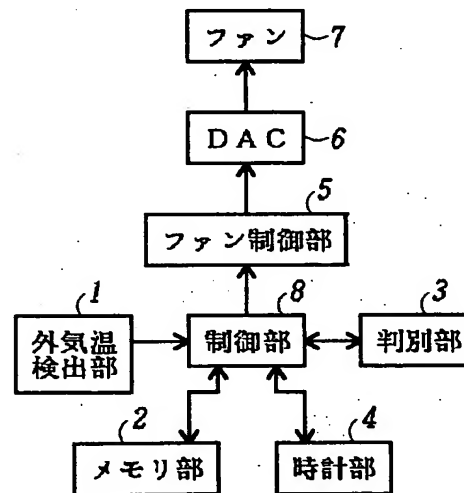 ファン 7
DAC 6
5
ファン制御部
1 8 3
外気温
検出部
制御部
判別部
2 4
メモリ部
時計部